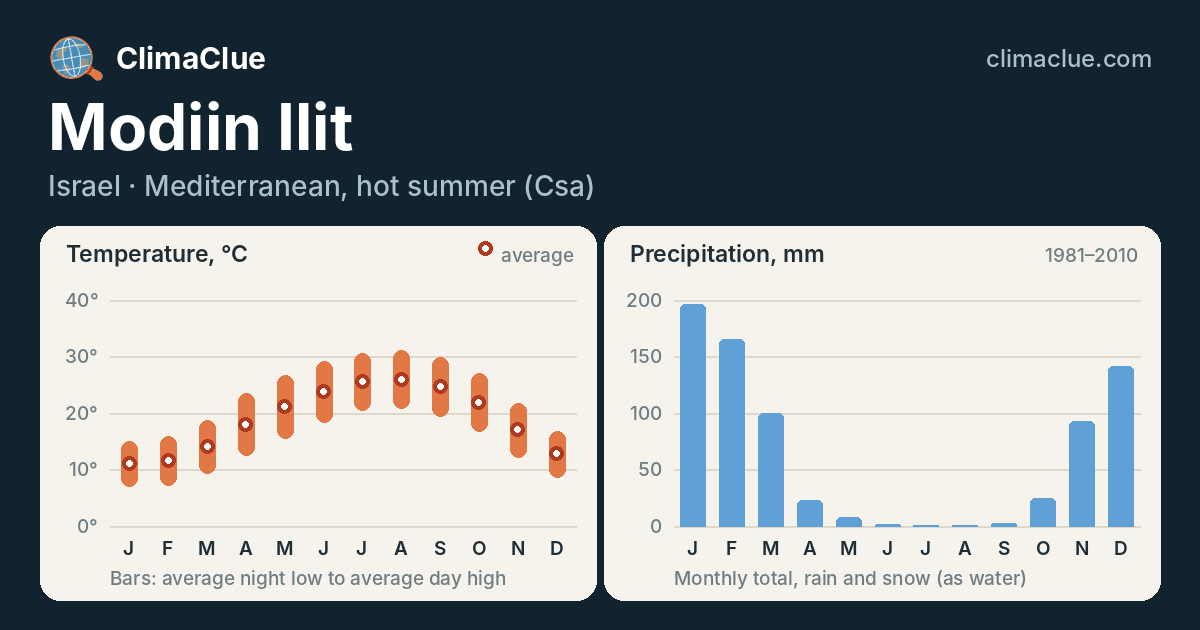 ClimaClue
climaclue.com
Modiin Ilit
Israel · Mediterranean, hot summer (Csa)
Temperature, °C
average
40°
30°
20°
10°
0°
J F M A M J J A S O N D
Bars: average night low to average day high
Precipitation, mm
1981–2010
200
150
100
50
0
J F M A M J J A S O N D
Monthly total, rain and snow (as water)